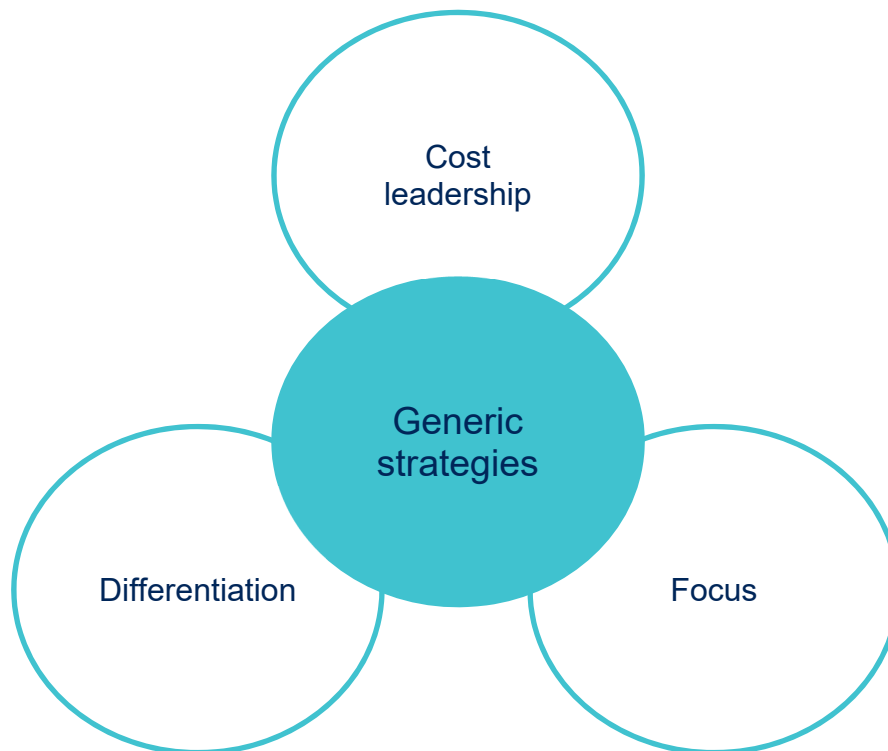 Cost
leadership
Generic
strategies
Differentiation
Focus